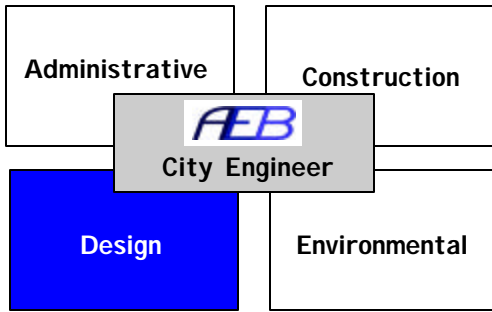 Administrative
Construction
AEB
City Engineer
Design
Environmental